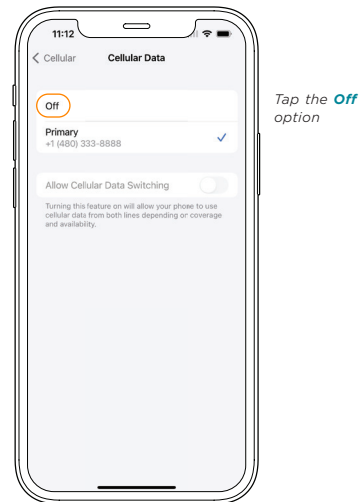 11:12
Cellular
Cellular Data
Off
Primary
+1 (480) 333-8888
Allow Cellular Data Switching
Turning this feature on will allow your phone to use
cellular data from both lines depending on coverage
and availability.
Tap the Off
option